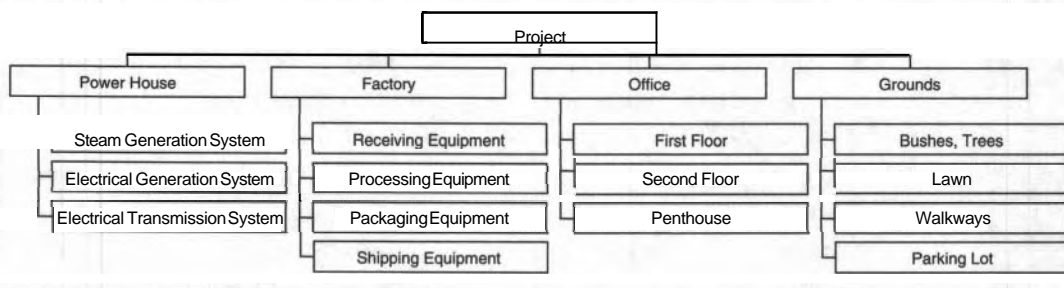 Project
Power House
Factory
Office
Grounds
Steam Generation System
Receiving Equipment
First Floor
Bushes, Trees
Electrical Generation System
Processing Equipment
Second Floor
Lawn
Electrical Transmission System
Packaging Equipment
Penthouse
Walkways
Shipping Equipment
Parking Lot